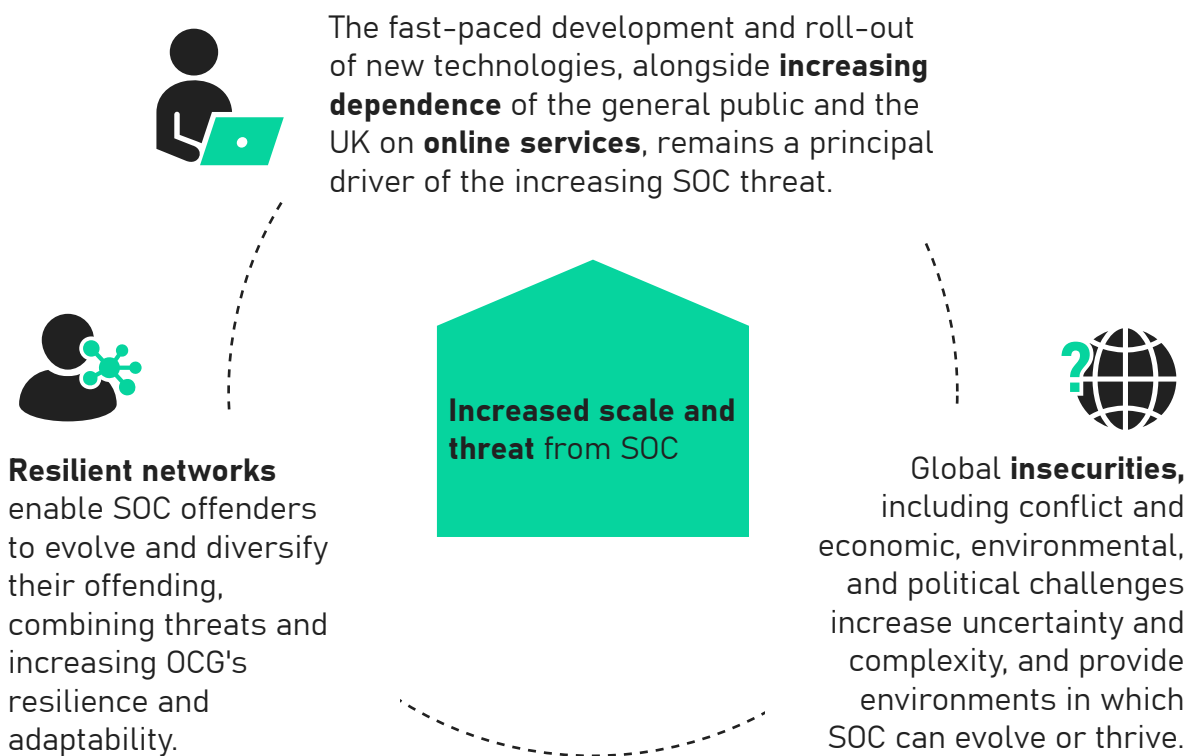 The fast-paced development and roll-out
of new technologies, alongside increasing
dependence of the general public and the
UK on online services, remains a principal
driver of the increasing SOC threat.
Increased scale and
threat from SOC
Resilient networks
enable SOC offenders
to evolve and diversify
their offending,
combining threats and
increasing OCG's
resilience and
adaptability.
?
Global insecurities,
including conflict and
economic, environmental,
and political challenges
increase uncertainty and
complexity, and provide
environments in which
SOC can evolve or thrive.